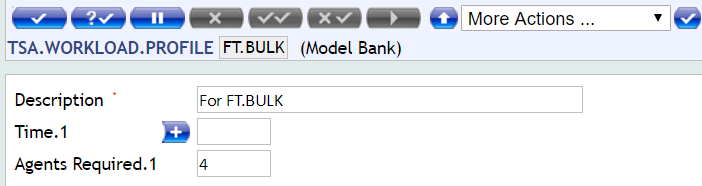 More Actions ...
TSA.WORKLOAD.PROFILE FT.BULK (Model Bank)
Description * For FT.BULK
Time.1
Agents Required.1 4